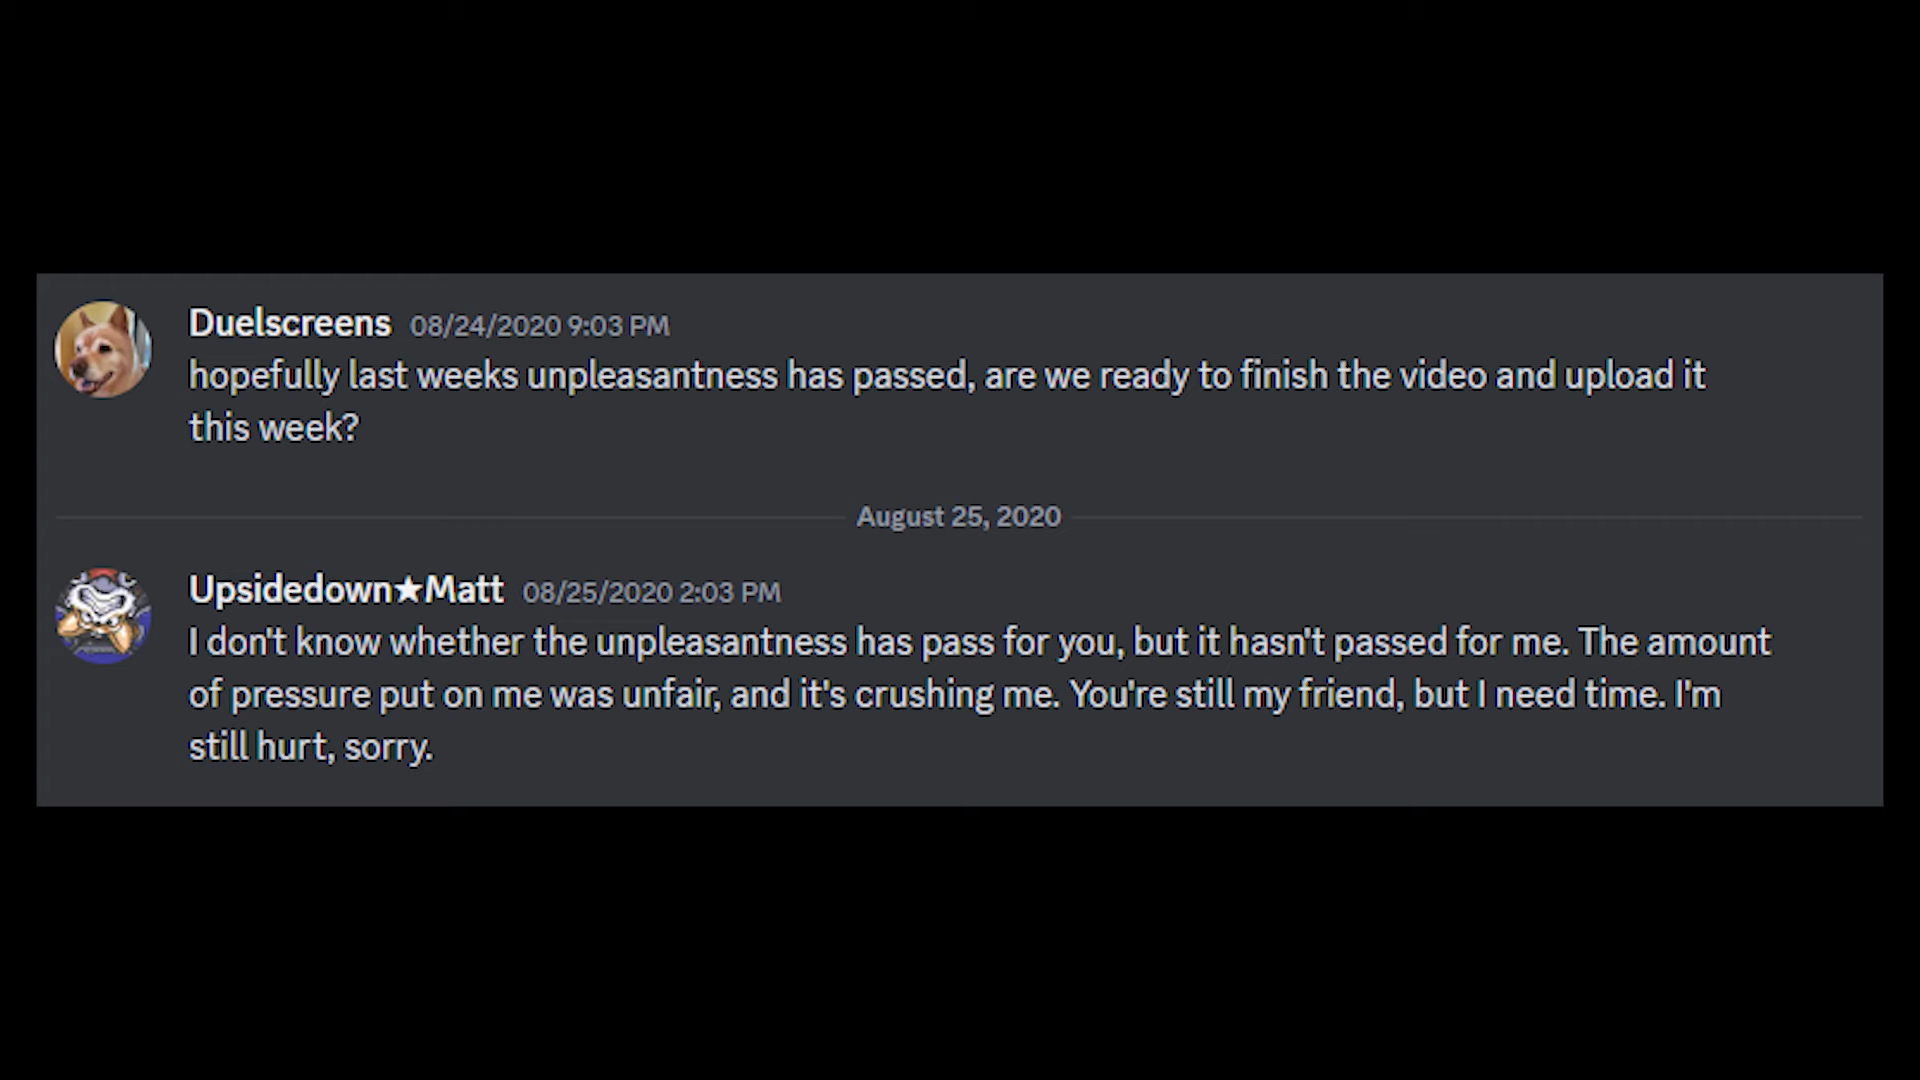 Duelscreens 08/24/2020 9:03 PM
hopefully last weeks unpleasantness has passed, are we ready to finish the video and upload it
this week?
August 25, 2020
Upsidedown★Matt 08/25/2020 2:03 PM
I don't know whether the unpleasantness has pass for you, but it hasn't passed for me. The amount
of pressure put on me was unfair, and it's crushing me. You're still my friend, but I need time. I'm
still hurt, sorry.